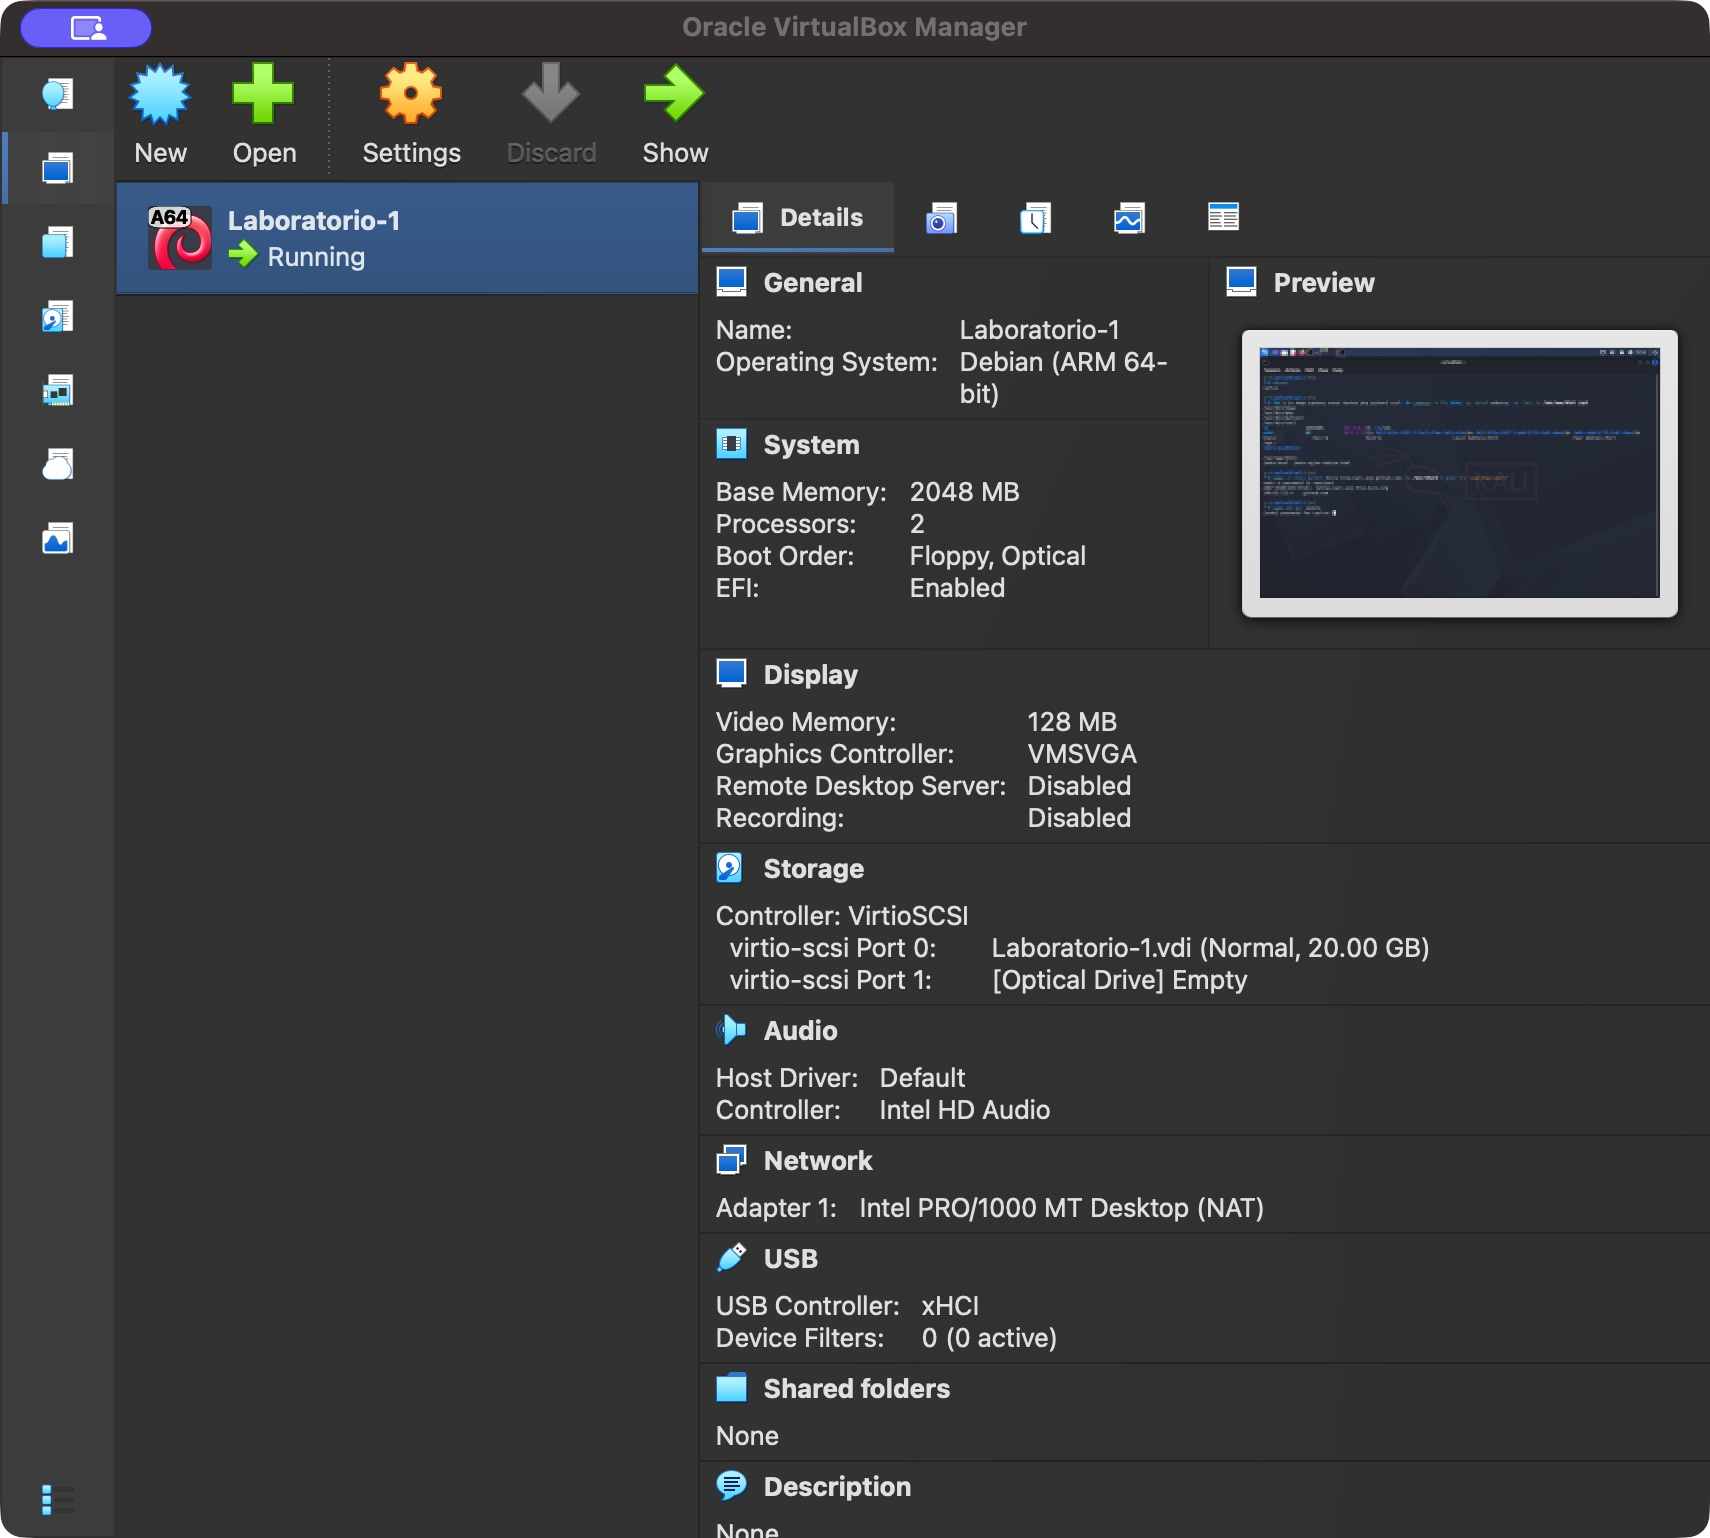 Oracle VirtualBox Manager
New
Open
Settings
Discard
Show
A64
Laboratorio-1
Running
Details
General
Name: Laboratorio-1
Operating System: Debian (ARM 64-
bit)
Preview
KALI
System
Base Memory: 2048 MB
Processors: 2
Boot Order: Floppy, Optical
EFI: Enabled
Display
Video Memory: 128 MB
Graphics Controller: VMSVGA
Remote Desktop Server: Disabled
Recording: Disabled
Storage
Controller: VirtioSCSI
virtio-scsi Port 0: Laboratorio-1.vdi (Normal, 20.00 GB)
virtio-scsi Port 1: [Optical Drive] Empty
Audio
Host Driver: Default
Controller: Intel HD Audio
Network
Adapter 1: Intel PRO/1000 MT Desktop (NAT)
USB
USB Controller: xHCI
Device Filters: 0 (0 active)
Shared folders
None
Description
None